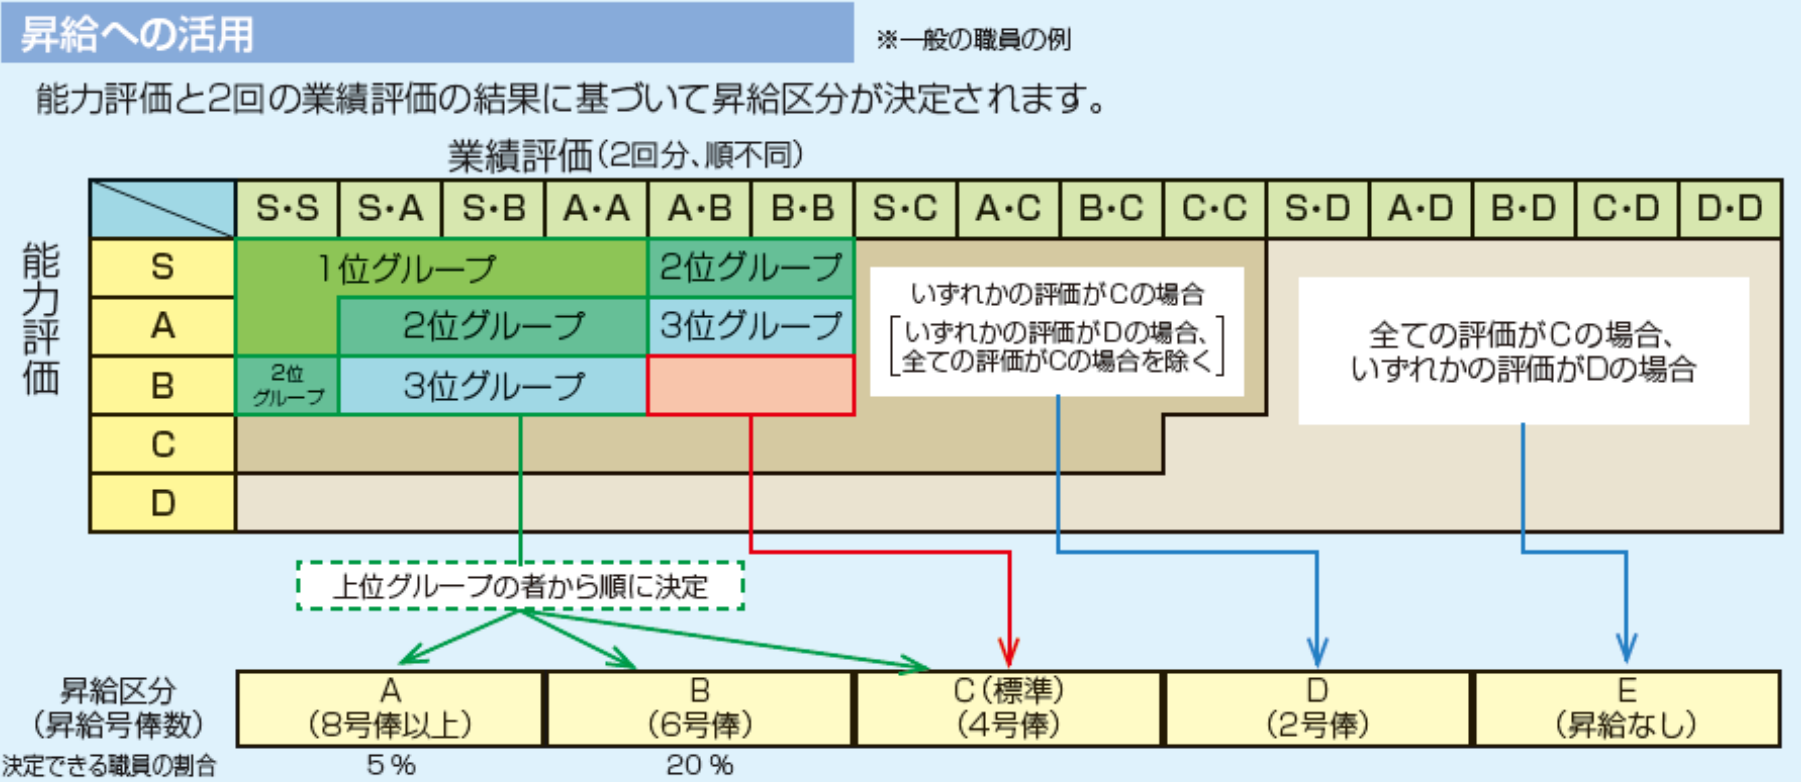 昇給への活用
※一般の職員の例
能力評価と2回の業績評価の結果に基づいて昇給区分が決定されます。
業績評価(2回分、順不同)
S・S S・A S・B A・A A・B B・B S・C A・C B・C C・C S・D A・D B・D C・D D・D
能力評価
S
1位グループ
2位グループ
A
2位グループ
3位グループ
B
2位
グループ
3位グループ
C
D
いずれかの評価がCの場合
[いずれかの評価がDの場合、
全ての評価がCの場合を除く]
全ての評価がCの場合、
いずれかの評価がDの場合
上位グループの者から順に決定
昇給区分
(昇給号俸数)
A
(8号俸以上)
B
(6号俸)
C(標準)
(4号俸)
D
(2号俸)
E
(昇給なし)
決定できる職員の割合
5%
20%